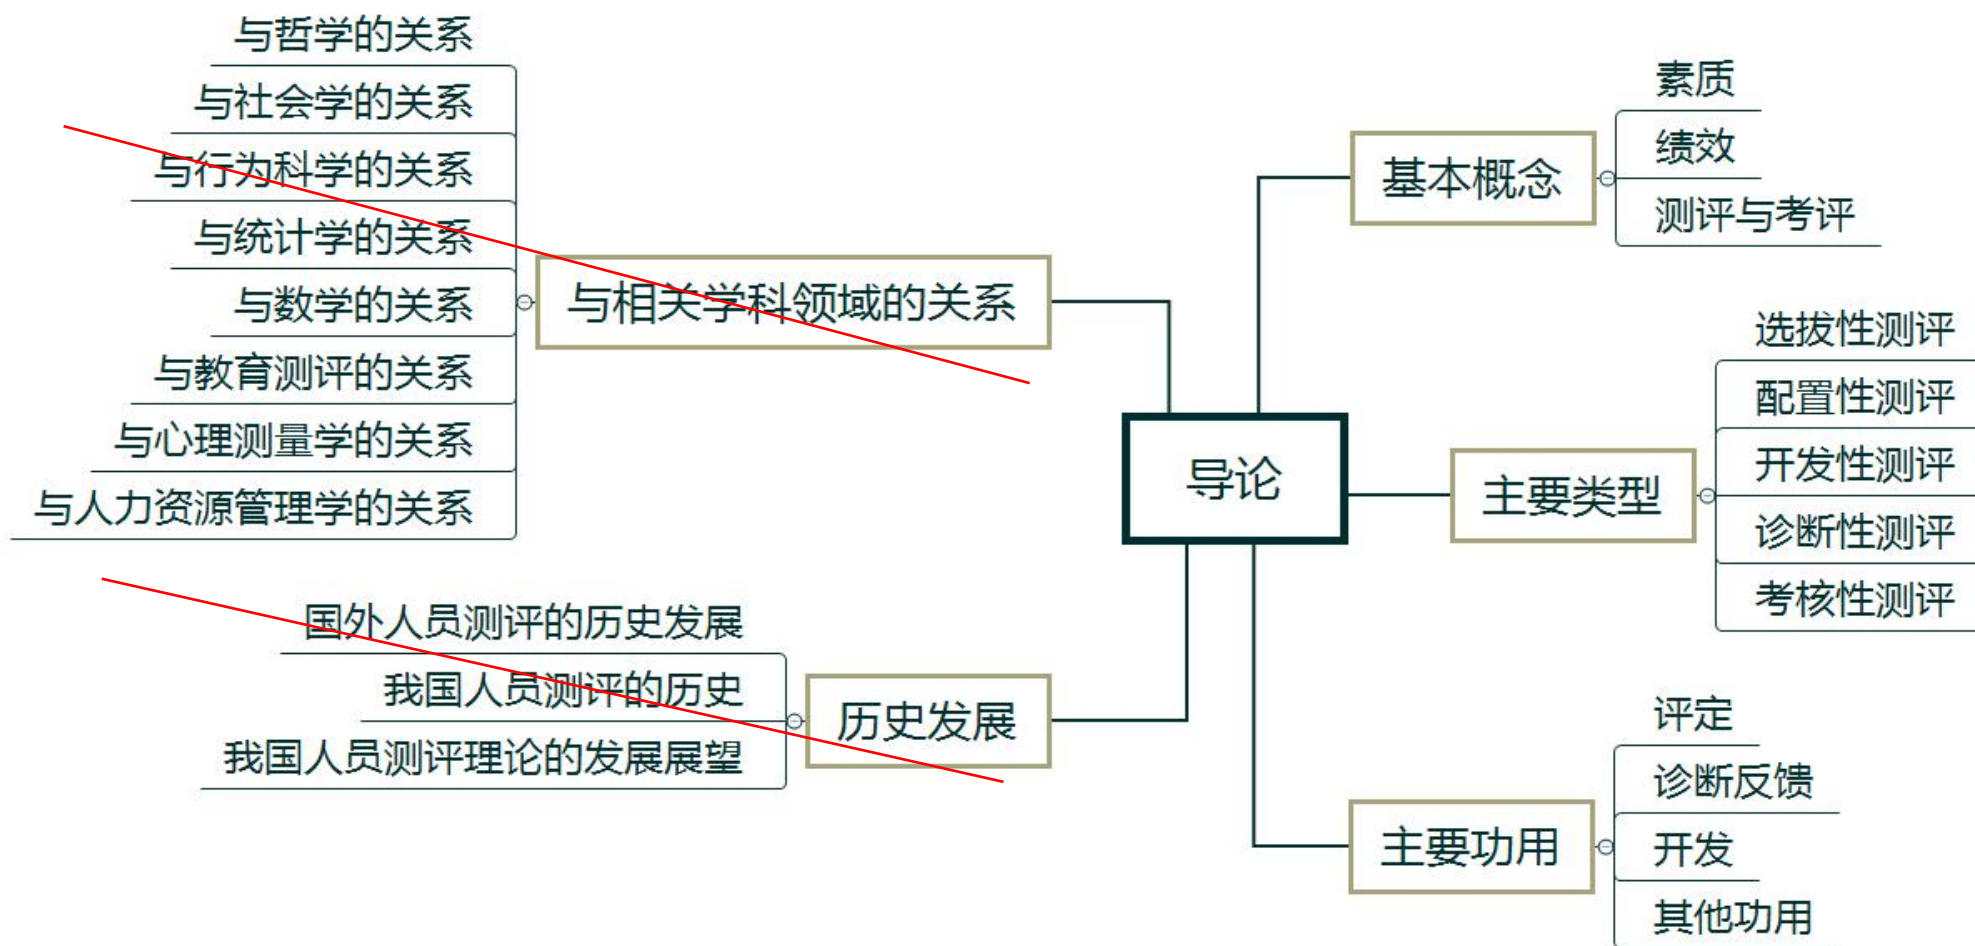 与哲学的关系
与社会学的关系
与行为科学的关系
与统计学的关系
与数学的关系
与教育测评的关系
与心理测量学的关系
与人力资源管理学的关系
与相关学科领域的关系
国外人员测评的历史发展
我国人员测评的历史
我国人员测评理论的发展展望
历史发展
导论
基本概念
素质
绩效
测评与考评
主要类型
选拔性测评
配置性测评
开发性测评
诊断性测评
考核性测评
主要功用
评定
诊断反馈
开发
其他功用